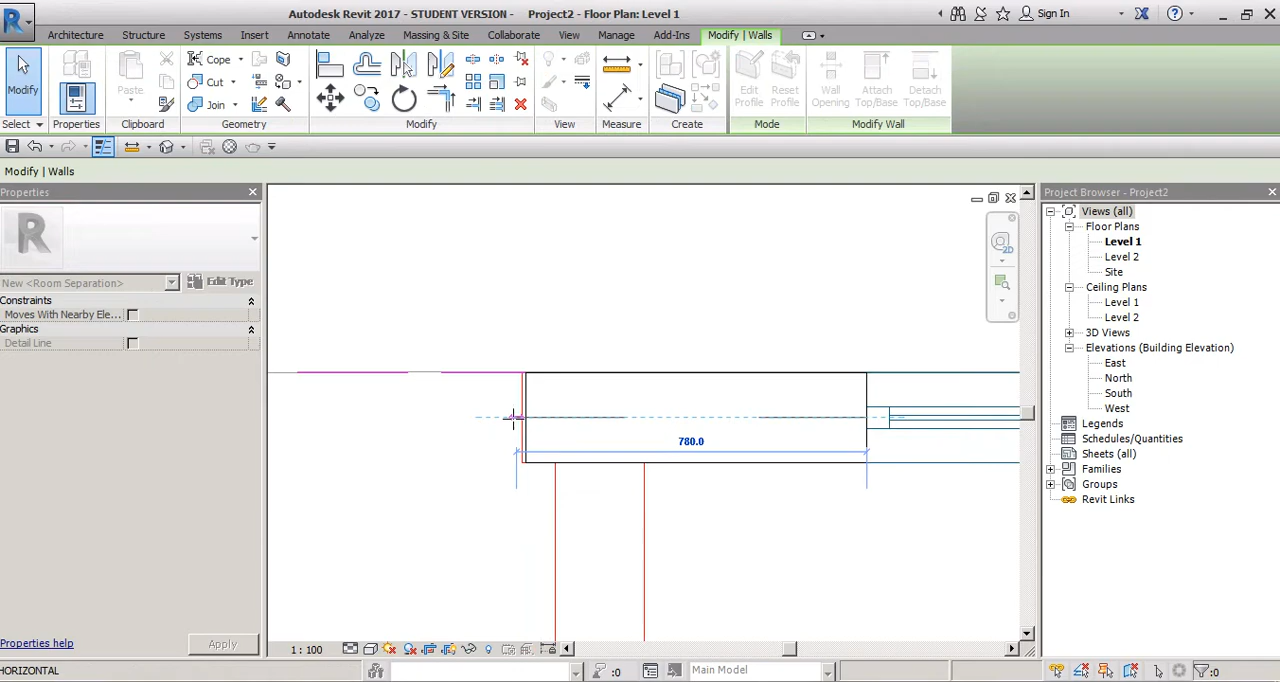 Autodesk Revit 2017 - STUDENT VERSION -    Project2 - Floor Plan: Level 1
Sign In
Architecture Structure Systems Insert Annotate Analyze Massing & Site Collaborate View Manage Add-Ins Modify | Walls
Modify Paste Cope Cut Join Edit Profile Reset Profile Wall Opening Attach Top/Base Detach Top/Base
Select Properties Clipboard Geometry Modify View Measure Create Mode Modify Wall
Modify | Walls
Properties
R
New <Room Separation> Edit Type
Constraints
Moves With Nearby Ele...
Graphics
Detail Line
Properties help
Apply
2D
780.0
Project Browser - Project2
Views (all)
Floor Plans
Level 1
Level 2
Site
Ceiling Plans
Level 1
Level 2
3D Views
Elevations (Building Elevation)
East
North
South
West
Legends
Schedules/Quantities
Sheets (all)
Families
Groups
Revit Links
1 : 100
HORIZONTAL
:0
Main Model
:0